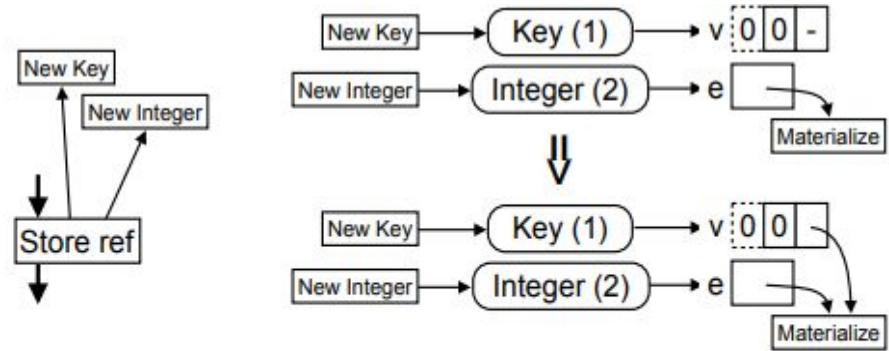 New Key
New Integer
Store ref
New Key Key (1) v 0 0 -
New Integer Integer (2) e
Materialize
New Key Key (1) v 0 0
New Integer Integer (2) e
Materialize